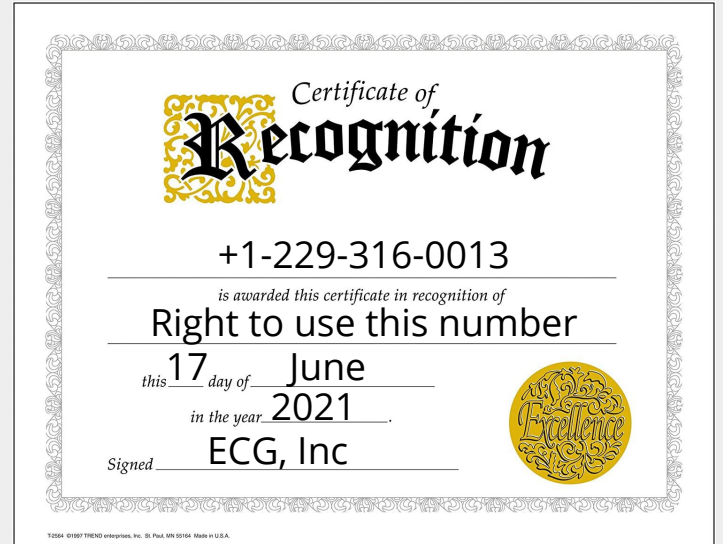 Certificate of
Recognition
+1-229-316-0013
is awarded this certificate in recognition of
Right to use this number
this 17 day of June
in the year 2021.
Excellence
Signed ECG, Inc
T-2564 ©1997 TREND enterprises, Inc. St. Paul, MN 55164 Made in U.S.A.